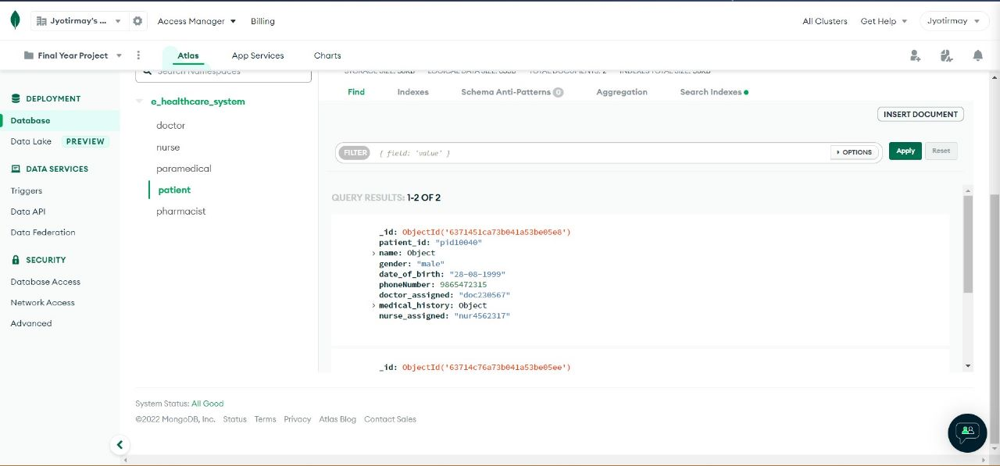 Jyotirmay's ...
Access Manager
Billing
All Clusters
Get Help
Jyotirmay
Final Year Project
Atlas
App Services
Charts
DEPLOYMENT
Database
Data Lake PREVIEW
DATA SERVICES
Triggers
Data API
Data Federation
SECURITY
Database Access
Network Access
Advanced
Search Namespaces
e_healthcare_system
doctor
nurse
paramedical
patient
pharmacist
STORAGE SIZE: 36KB LOGICAL DATA SIZE: TOTAL DOCUMENTS: 2 INDEXES TOTAL SIZE: 36KB
Find
Indexes
Schema Anti-Patterns 0
Aggregation
Search Indexes
INSERT DOCUMENT
FILTER { field: 'value' }
OPTIONS
Apply
Reset
QUERY RESULTS: 1-2 OF 2
_id: ObjectId('6371451ca73b041a53be05e8')
patient_id: "pid10040"
name: Object
gender: "male"
date_of_birth: "28-08-1999"
phoneNumber: 9865472315
doctor_assigned: "doc230567"
medical_history: Object
nurse_assigned: "nur4562317"
_id: ObjectId('63714c76a73b041a53be05ee')
System Status: All Good
©2022 MongoDB, Inc. Status Terms Privacy Atlas Blog Contact Sales